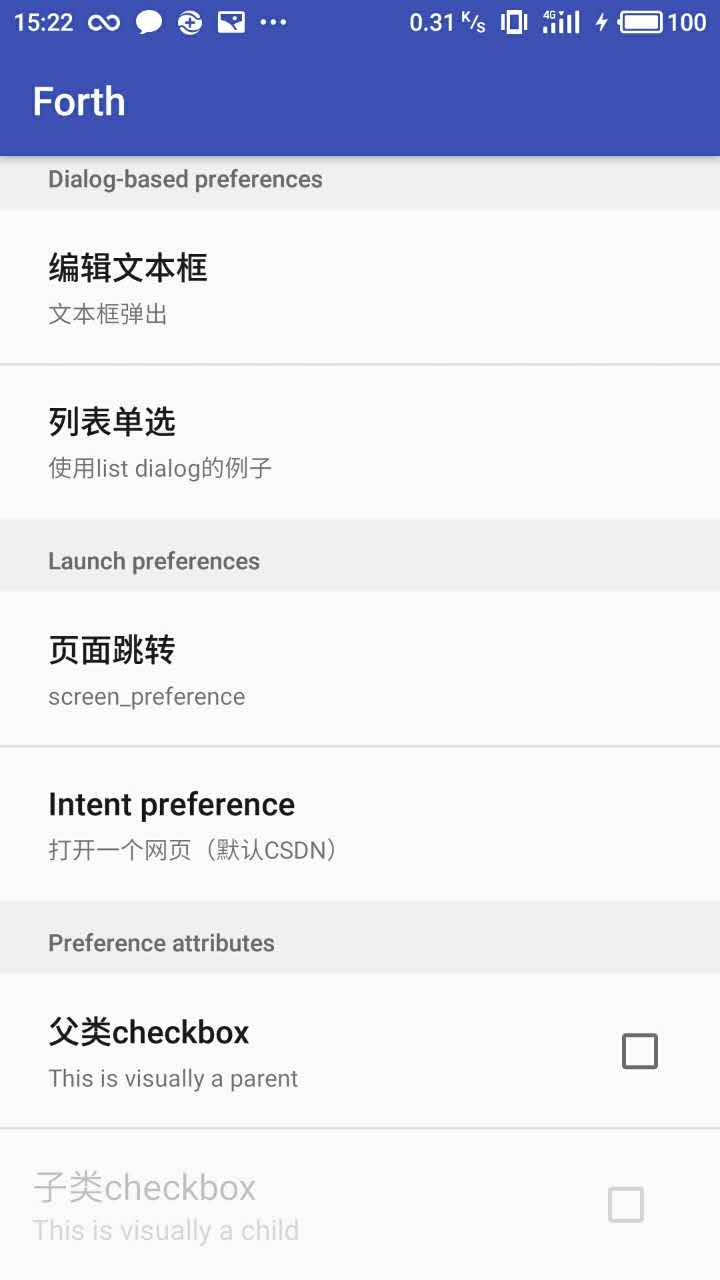 15:22 0.31 K/s 4G 100
Forth
Dialog-based preferences
编辑文本框
文本框弹出
列表单选
使用list dialog的例子
Launch preferences
页面跳转
screen_preference
Intent preference
打开一个网页（默认CSDN）
Preference attributes
父类checkbox
This is visually a parent
子类checkbox
This is visually a child